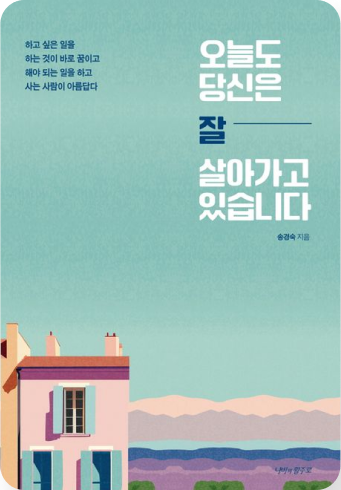 하고 싶은 일을
하는 것이 바로 꿈이고
해야 되는 일을 하고
사는 사람이 아름답다
오늘도
당신은
잘
살아가고
있습니다
송경숙 지음